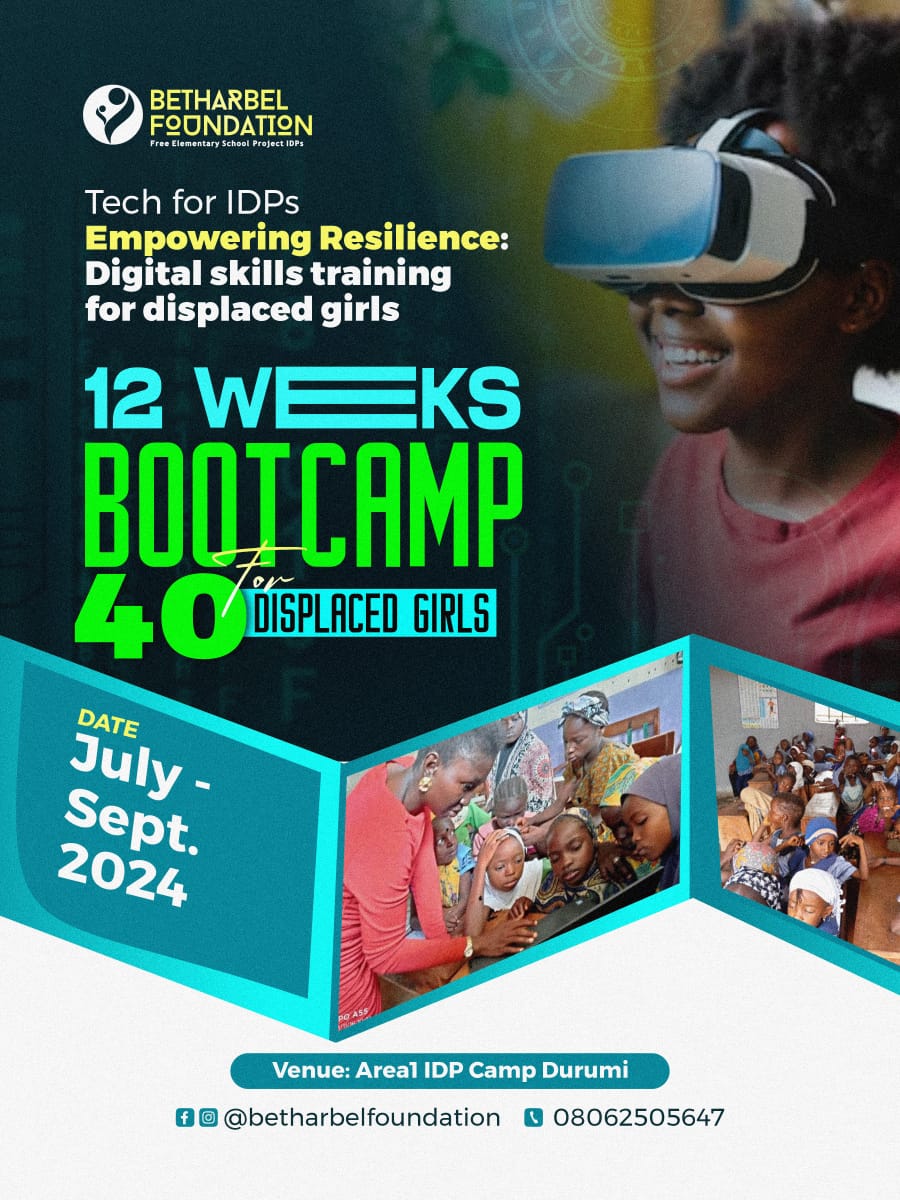 BETHARBEL
FOUNDATION
Free Elementary School Project IDPs
Tech for IDPs
Empowering Resilience:
Digital skills training
for displaced girls
12 WEEKS
BOOTCAMP
For
40 DISPLACED GIRLS
DATE
July -
Sept.
2024
Venue: Area1 IDP Camp Durumi
@betharbelfoundation 08062505647